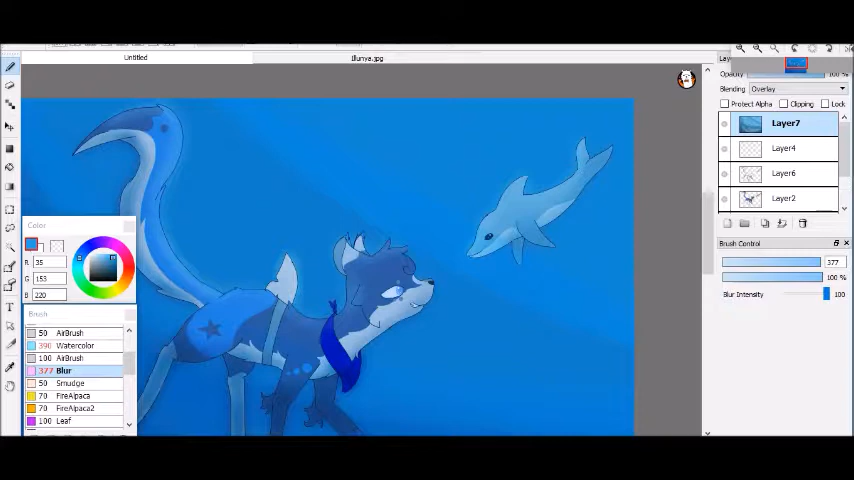 Untitled
Illunya.jpg
Laye
Opacity 100 %
Blending Overlay
Protect Alpha Clipping Lock
Layer7
Layer4
Layer6
Layer2
Color
R 35
G 153
B 220
Brush Control
377
100 %
Blur Intensity 100
Brush
50 AirBrush
390 Watercolor
100 AirBrush
377 Blur
50 Smudge
70 FireAlpaca
70 FireAlpaca2
100 Leaf